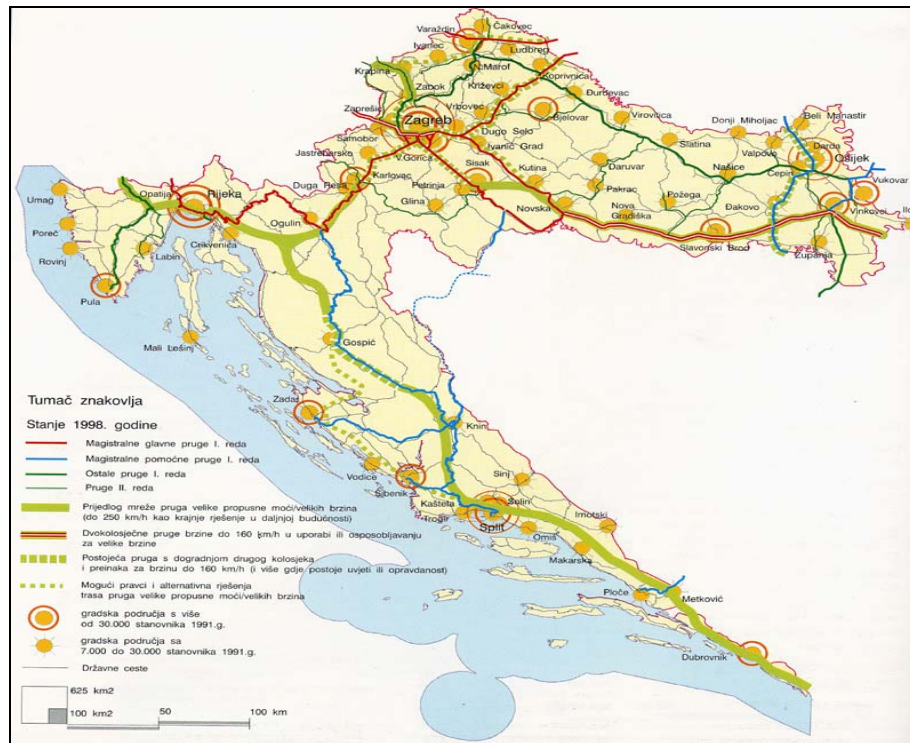 Čakovec
Varaždin
Ivanec
Ludbreg
Krapina
N.Marof
Koprivnica
Zabok
Križevci
Đurđevac
Zaprešić
Vrbovec
Zagreb
Bjelovar
Virovitica
Donji Miholjac
Beli Manastir
Samobor
Dugo Selo
Slatina
Valpovo
Darda
Osijek
Jastrebarsko
V.Gorica
Ivanić Grad
Našice
Čepin
Sisak
Kutina
Daruvar
Vukovar
Duga Resa
Karlovac
Petrinja
Pakrac
Požega
Đakovo
Opatija
Rijeka
Glina
Novska
Nova
Gradiška
Vinkovci
Umag
Ogulin
Slavonski Brod
Poreč
Crikvenica
Županja
Labin
Rovinj
Pula
Gospić
Mali Lošinj
Zadar
Knin
Vodice
Šibenik
Sinj
Kaštela
Solin
Imotski
Trogir
Split
Omiš
Makarska
Ploče
Metković
Dubrovnik
Tumač znakovlja
Stanje 1998. godine
Magistralne glavne pruge I. reda
Magistralne pomoćne pruge I. reda
Ostale pruge I. reda
Pruge II. reda
Prijedlog mreže pruga velike propusne moći/velikih brzina
(do 250 km/h kao krajnje rješenje u daljnjoj budućnosti)
Dvokolosječne pruge brzine do 160 km/h u uporabi ili osposobljavanju
za velike brzine
Postojeća pruga s dogradnjom drugog kolosjeka
i preinaka za brzinu do 160 km/h (i više gdje postoje uvjeti ili opravdanost)
Mogući pravci i alternativna rješenja
trasa pruga velike propusne moći/velikih brzina
gradska područja s više
od 30.000 stanovnika 1991.g.
gradska područja sa
7.000 do 30.000 stanovnika 1991.g.
Državne ceste
625 km2
100 km2
50
100 km